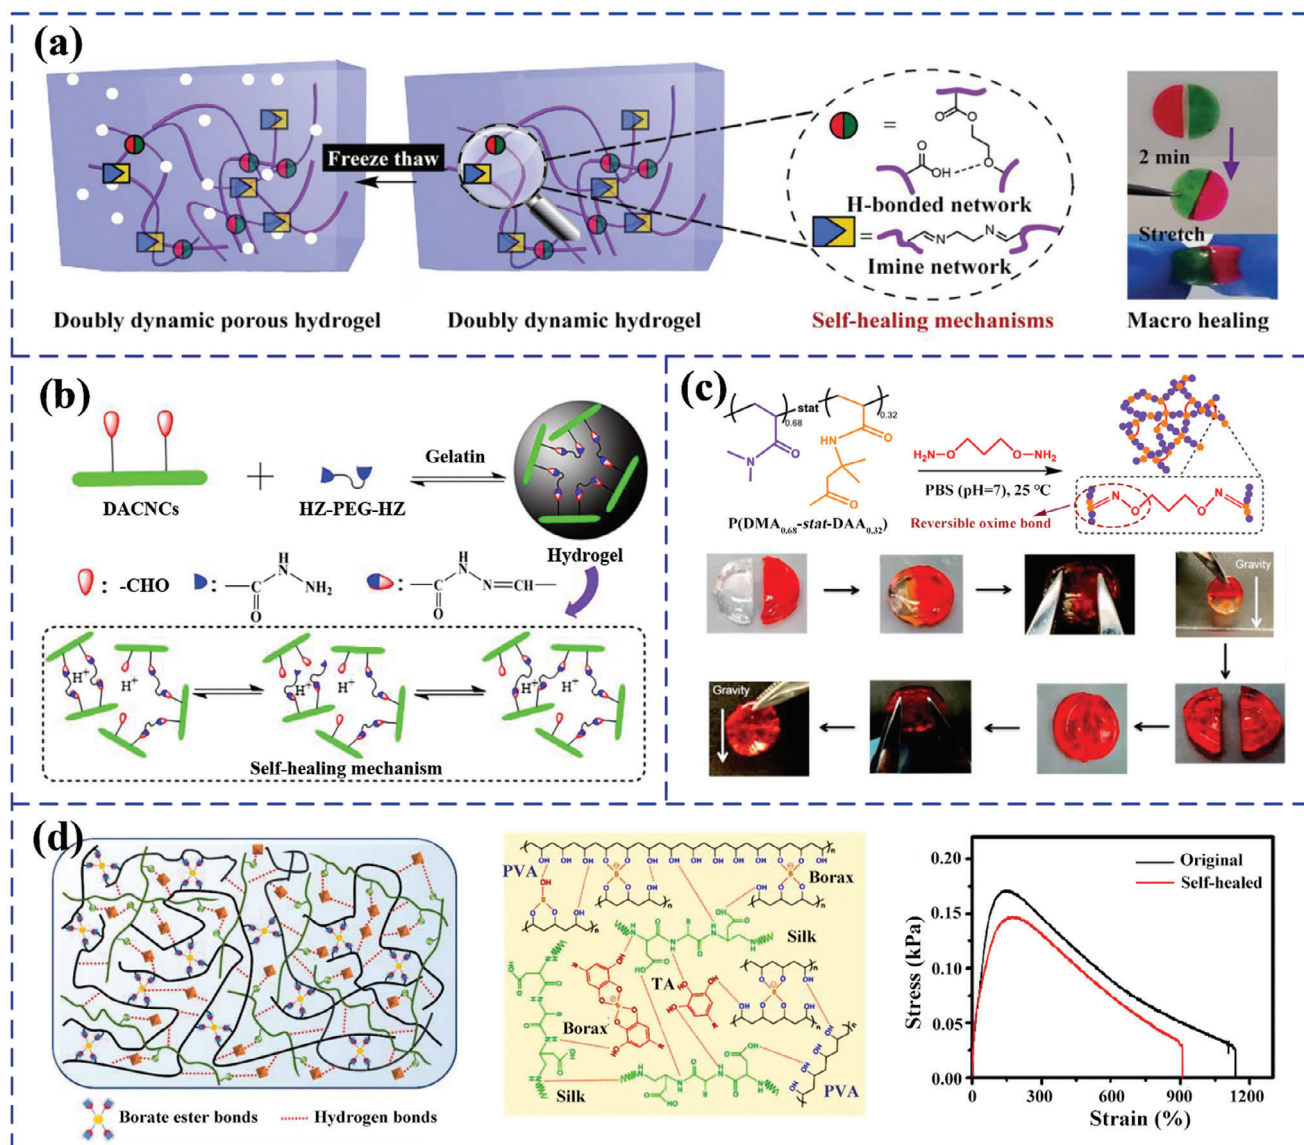 (a)
Freeze thaw
=
O
O
O
O
OH
H-bonded network
=
N
N
Imine network
2 min
Stretch
Doubly dynamic porous hydrogel
Doubly dynamic hydrogel
Self-healing mechanisms
Macro healing
(b)
+
DACNCs
HZ-PEG-HZ
Gelatin
Hydrogel
: -CHO
:
C
O
H
N
NH₂
:
C
O
H
N
N
CH
H⁺
H⁺
H⁺
H⁺
H⁺
H⁺
Self-healing mechanism
(c)
0.68
stat
0.32
N
O
HN
O
O
H₂N
O
O
NH₂
PBS (pH=7), 25 °C
P(DMA0.68-stat-DAA0.32)
Reversible oxime bond
N
O
O
N
Gravity
Gravity
(d)
Borate ester bonds
Hydrogen bonds
PVA
Borax
Silk
TA
Borax
Silk
PVA
Original
Self-healed
Stress (kPa)
0.20
0.15
0.10
0.05
0.00
0
300
600
900
1200
Strain (%)